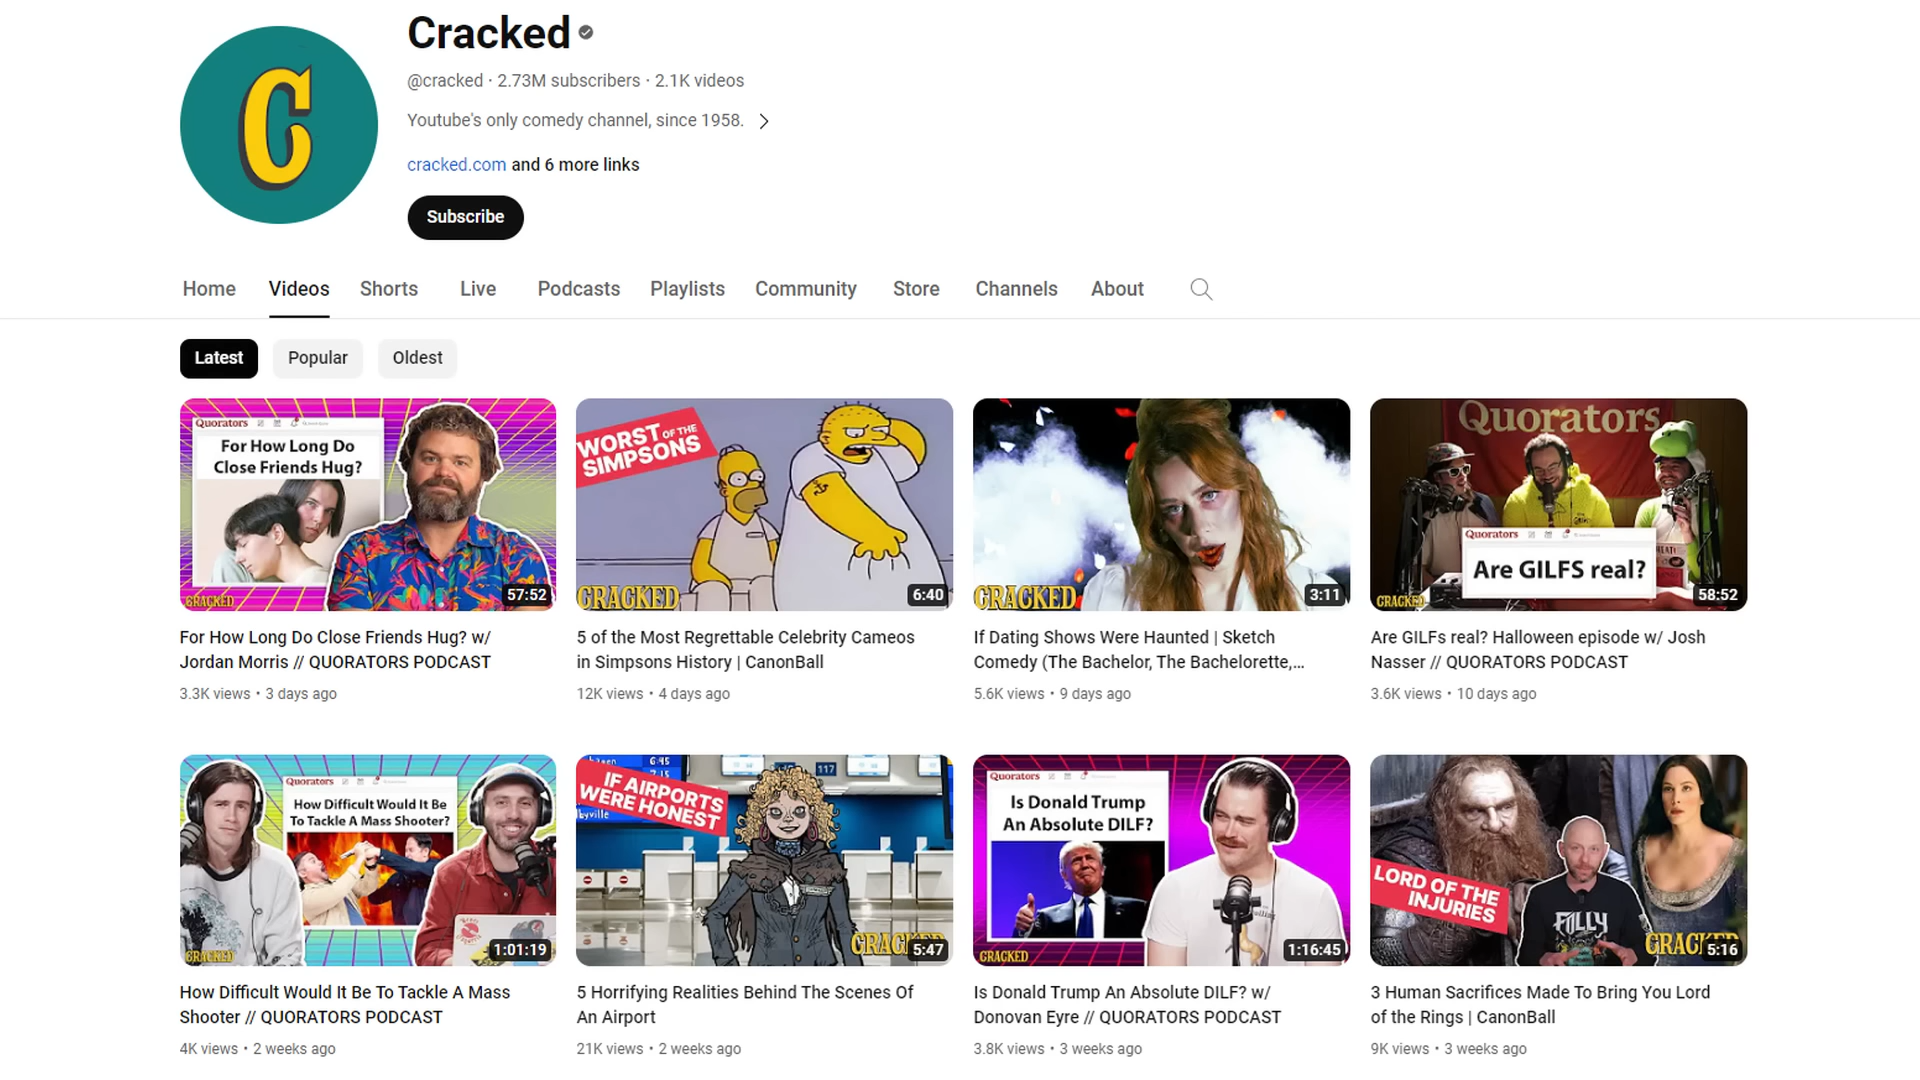 Cracked
@cracked · 2.73M subscribers · 2.1K videos
Youtube's only comedy channel, since 1958.
cracked.com and 6 more links
Subscribe
Home Videos Shorts Live Podcasts Playlists Community Store Channels About
Latest Popular Oldest
Quorators
For How Long Do
Close Friends Hug?
CRACKED
57:52
WORST OF THE
SIMPSONS
CRACKED
6:40
CRACKED
3:11
Quorators
Quorators
Are GILFS real?
CRACKED
58:52
For How Long Do Close Friends Hug? w/
Jordan Morris // QUORATORS PODCAST
3.3K views • 3 days ago
5 of the Most Regrettable Celebrity Cameos
in Simpsons History | CanonBall
12K views • 4 days ago
If Dating Shows Were Haunted | Sketch
Comedy (The Bachelor, The Bachelorette,...
5.6K views • 9 days ago
Are GILFs real? Halloween episode w/ Josh
Nasser // QUORATORS PODCAST
3.6K views • 10 days ago
Quorators
How Difficult Would It Be
To Tackle A Mass Shooter?
CRACKED
1:01:19
6:45
7:15
117
IF AIRPORTS
WERE HONEST
CRACKED
5:47
Quorators
Is Donald Trump
An Absolute DILF?
CRACKED
1:16:45
LORD OF THE
INJURIES
FULLY
CRACKED
5:16
How Difficult Would It Be To Tackle A Mass
Shooter // QUORATORS PODCAST
4K views • 2 weeks ago
5 Horrifying Realities Behind The Scenes Of
An Airport
21K views • 2 weeks ago
Is Donald Trump An Absolute DILF? w/
Donovan Eyre // QUORATORS PODCAST
3.8K views • 3 weeks ago
3 Human Sacrifices Made To Bring You Lord
of the Rings | CanonBall
9K views • 3 weeks ago